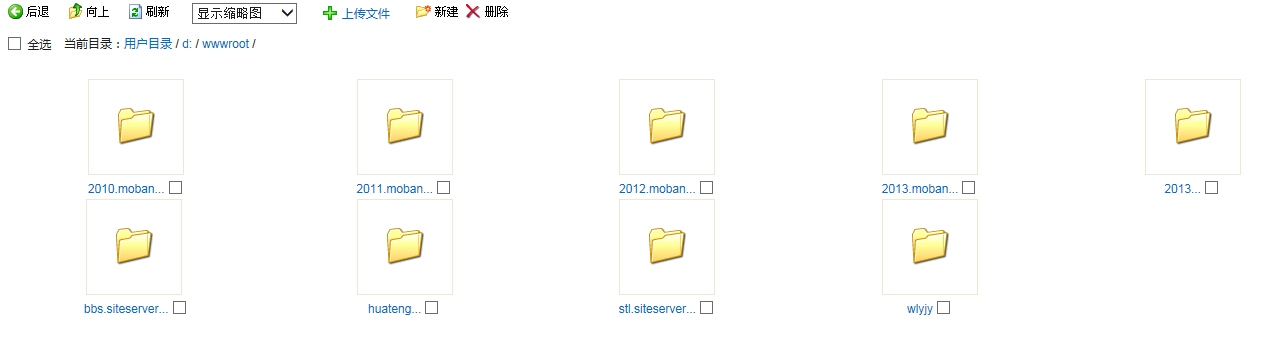 后退 向上 刷新 显示缩略图 上传文件 新建 删除
全选 当前目录：用户目录 / d: / wwwroot /
2010.moban... 2011.moban... 2012.moban... 2013.moban... 2013...
bbs.siteserver... huateng... stl.siteserver... wlyjy